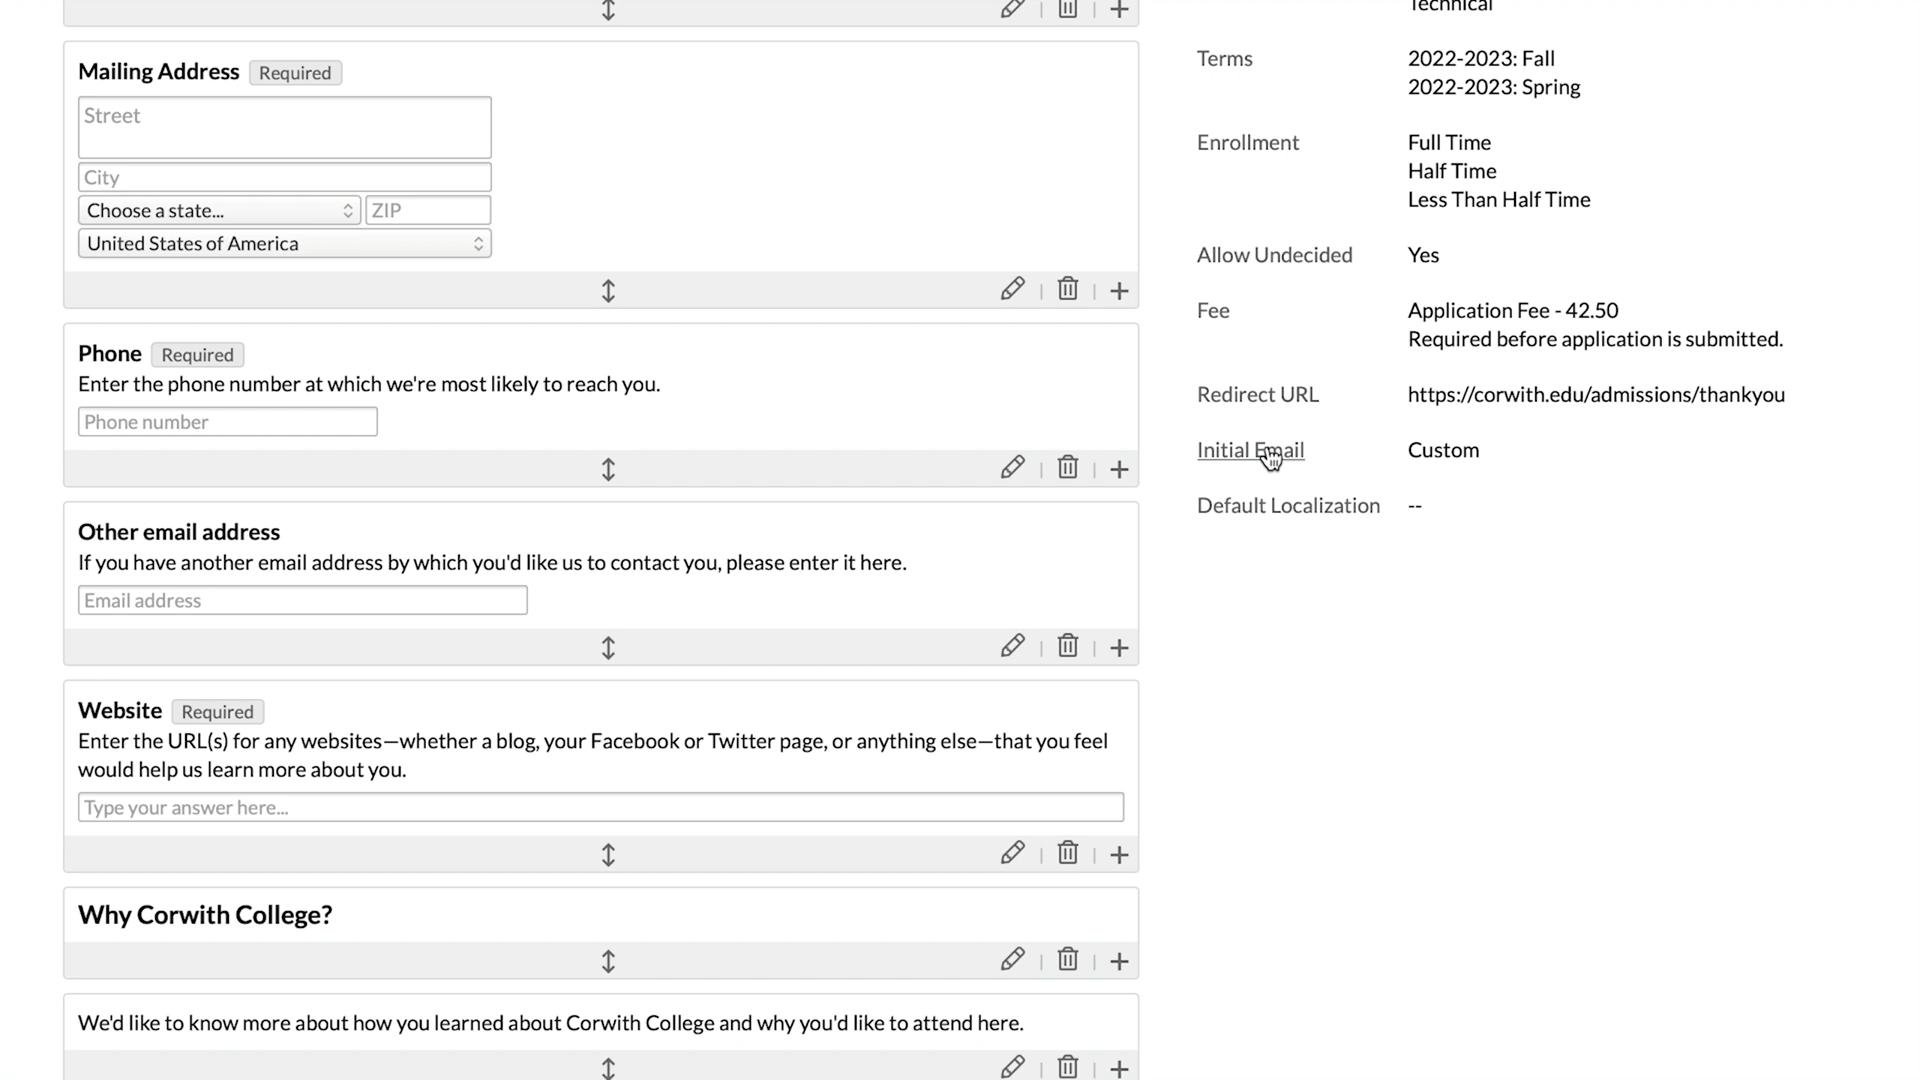 Mailing Address Required
Street
City
Choose a state... ZIP
United States of America
Phone Required
Enter the phone number at which we're most likely to reach you.
Phone number
Other email address
If you have another email address by which you'd like us to contact you, please enter it here.
Email address
Website Required
Enter the URL(s) for any websites—whether a blog, your Facebook or Twitter page, or anything else—that you feel
would help us learn more about you.
Type your answer here...
Why Corwith College?
We'd like to know more about how you learned about Corwith College and why you'd like to attend here.
Technical
Terms 2022-2023: Fall
2022-2023: Spring
Enrollment Full Time
Half Time
Less Than Half Time
Allow Undecided Yes
Fee Application Fee - 42.50
Required before application is submitted.
Redirect URL https://corwith.edu/admissions/thankyou
Initial Email Custom
Default Localization --